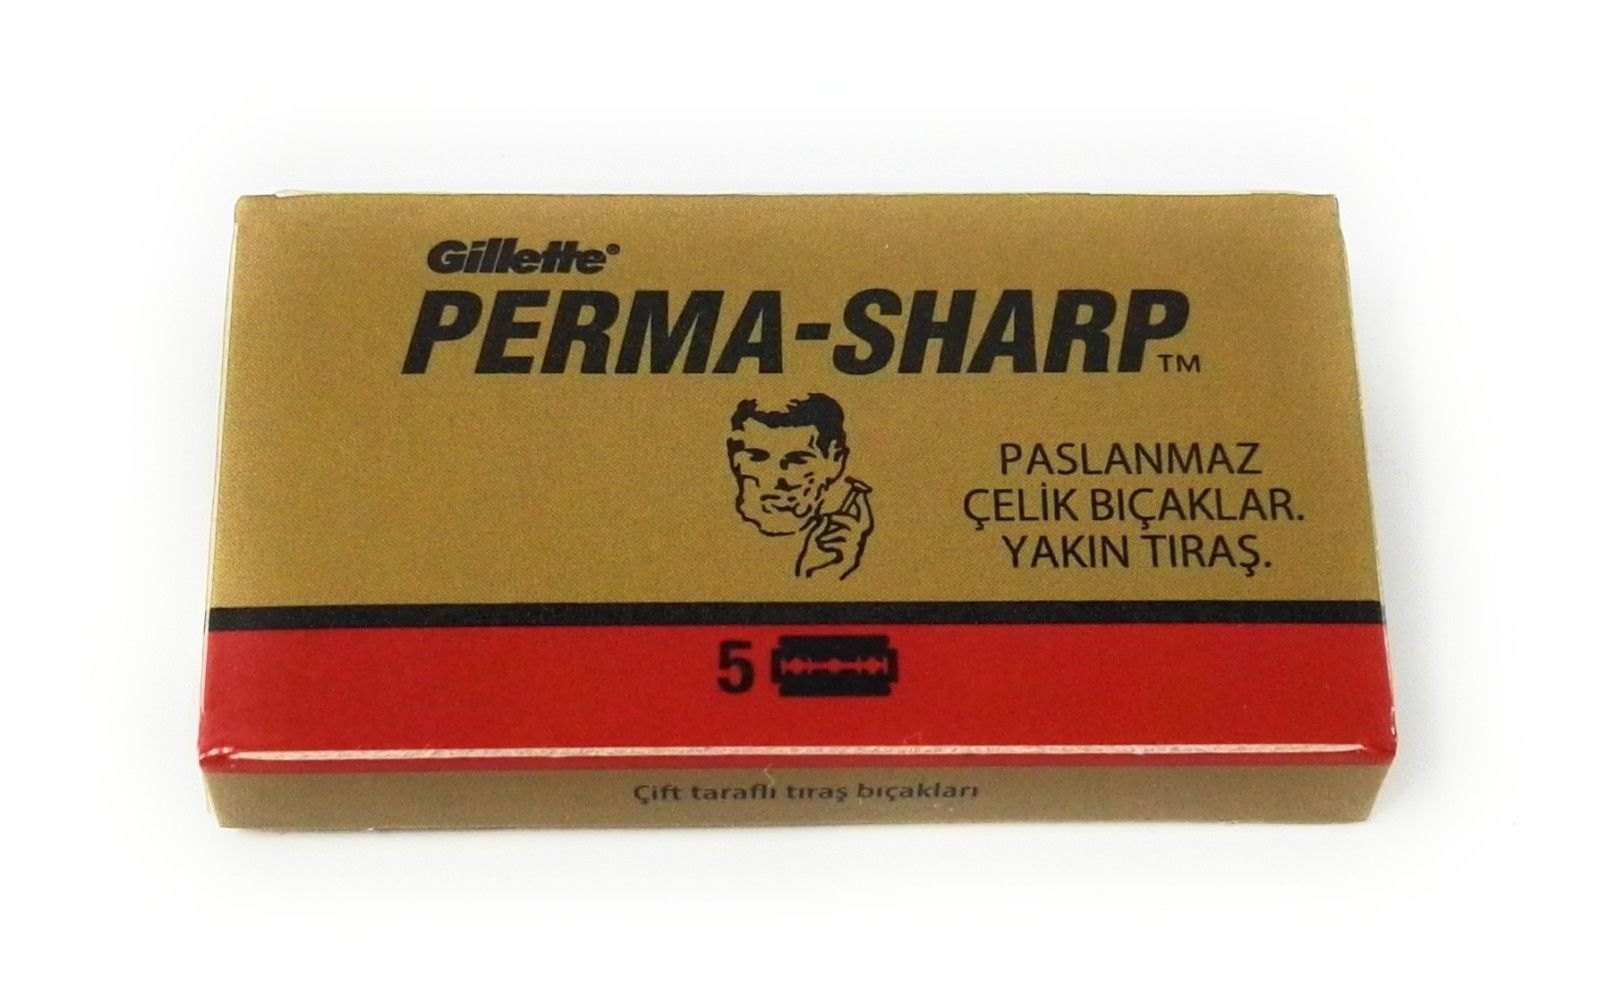 Gillette®
PERMA-SHARP™
PASLANMAZ
ÇELİK BIÇAKLAR.
YAKIN TIRAŞ.
5
Çift taraflı tıraş bıçakları